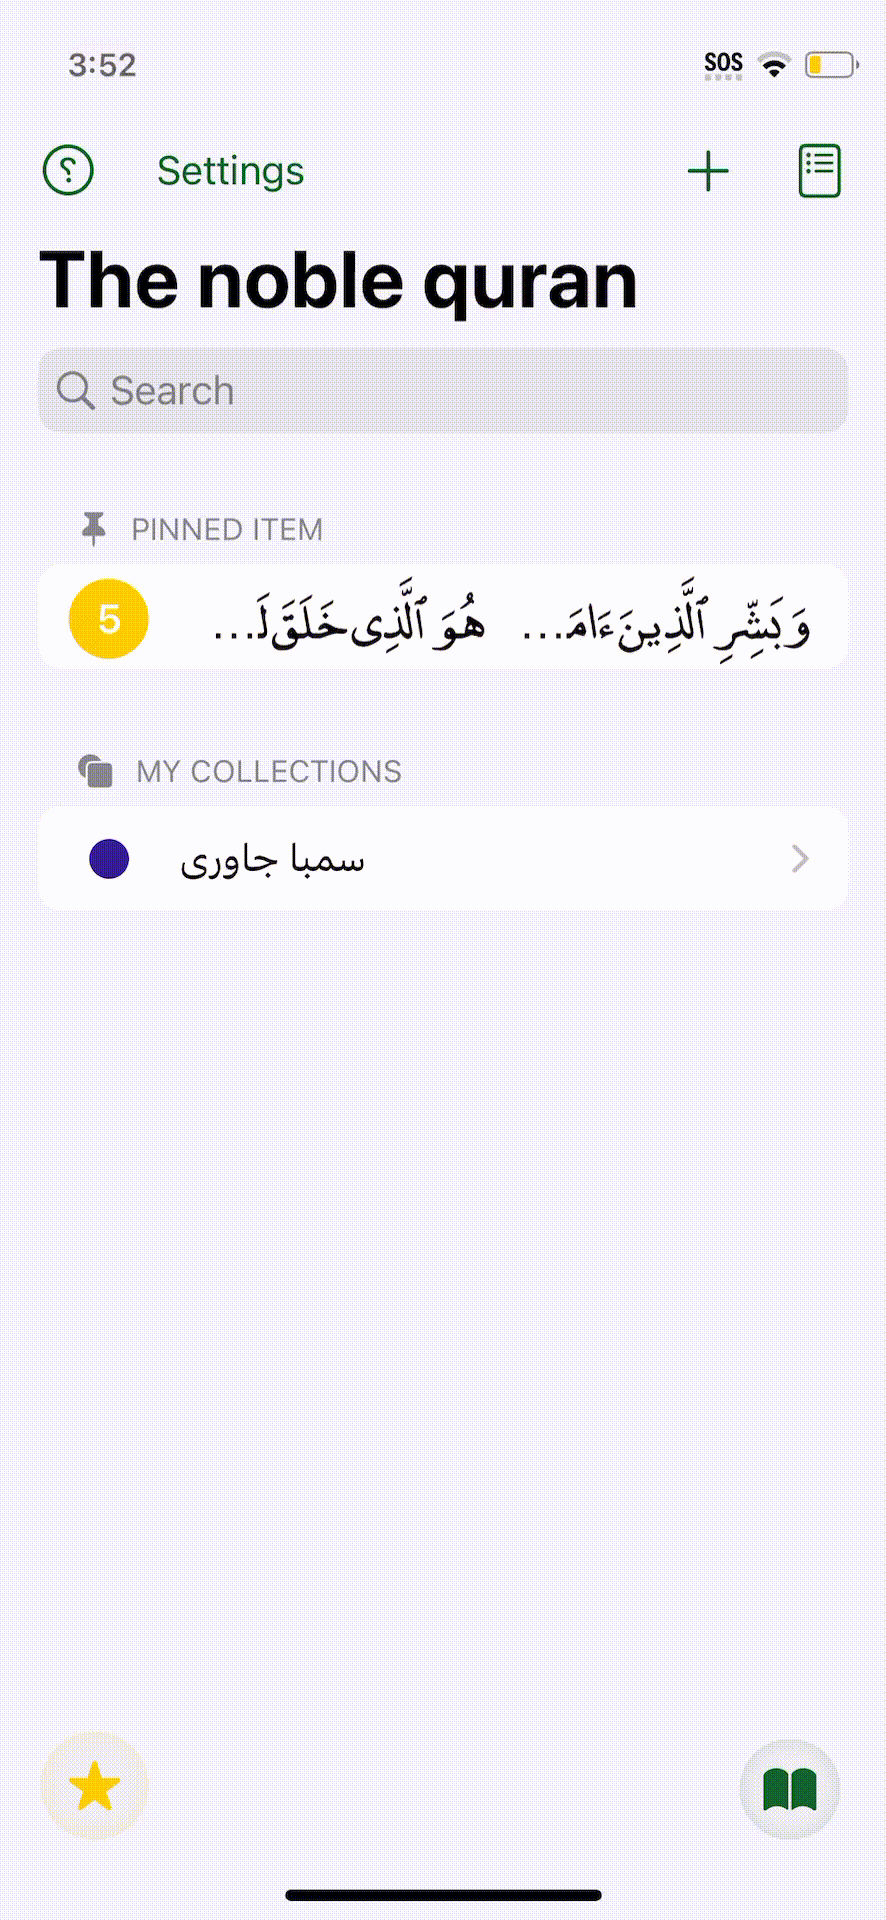 3:52 SOS
؟ Settings
The noble quran
Search
PINNED ITEM
5 وَبَشِّرِ ٱلَّذِينَ ءَامَ... هُوَ ٱلَّذِى خَلَقَ لَ...
MY COLLECTIONS
سمبا جاوری